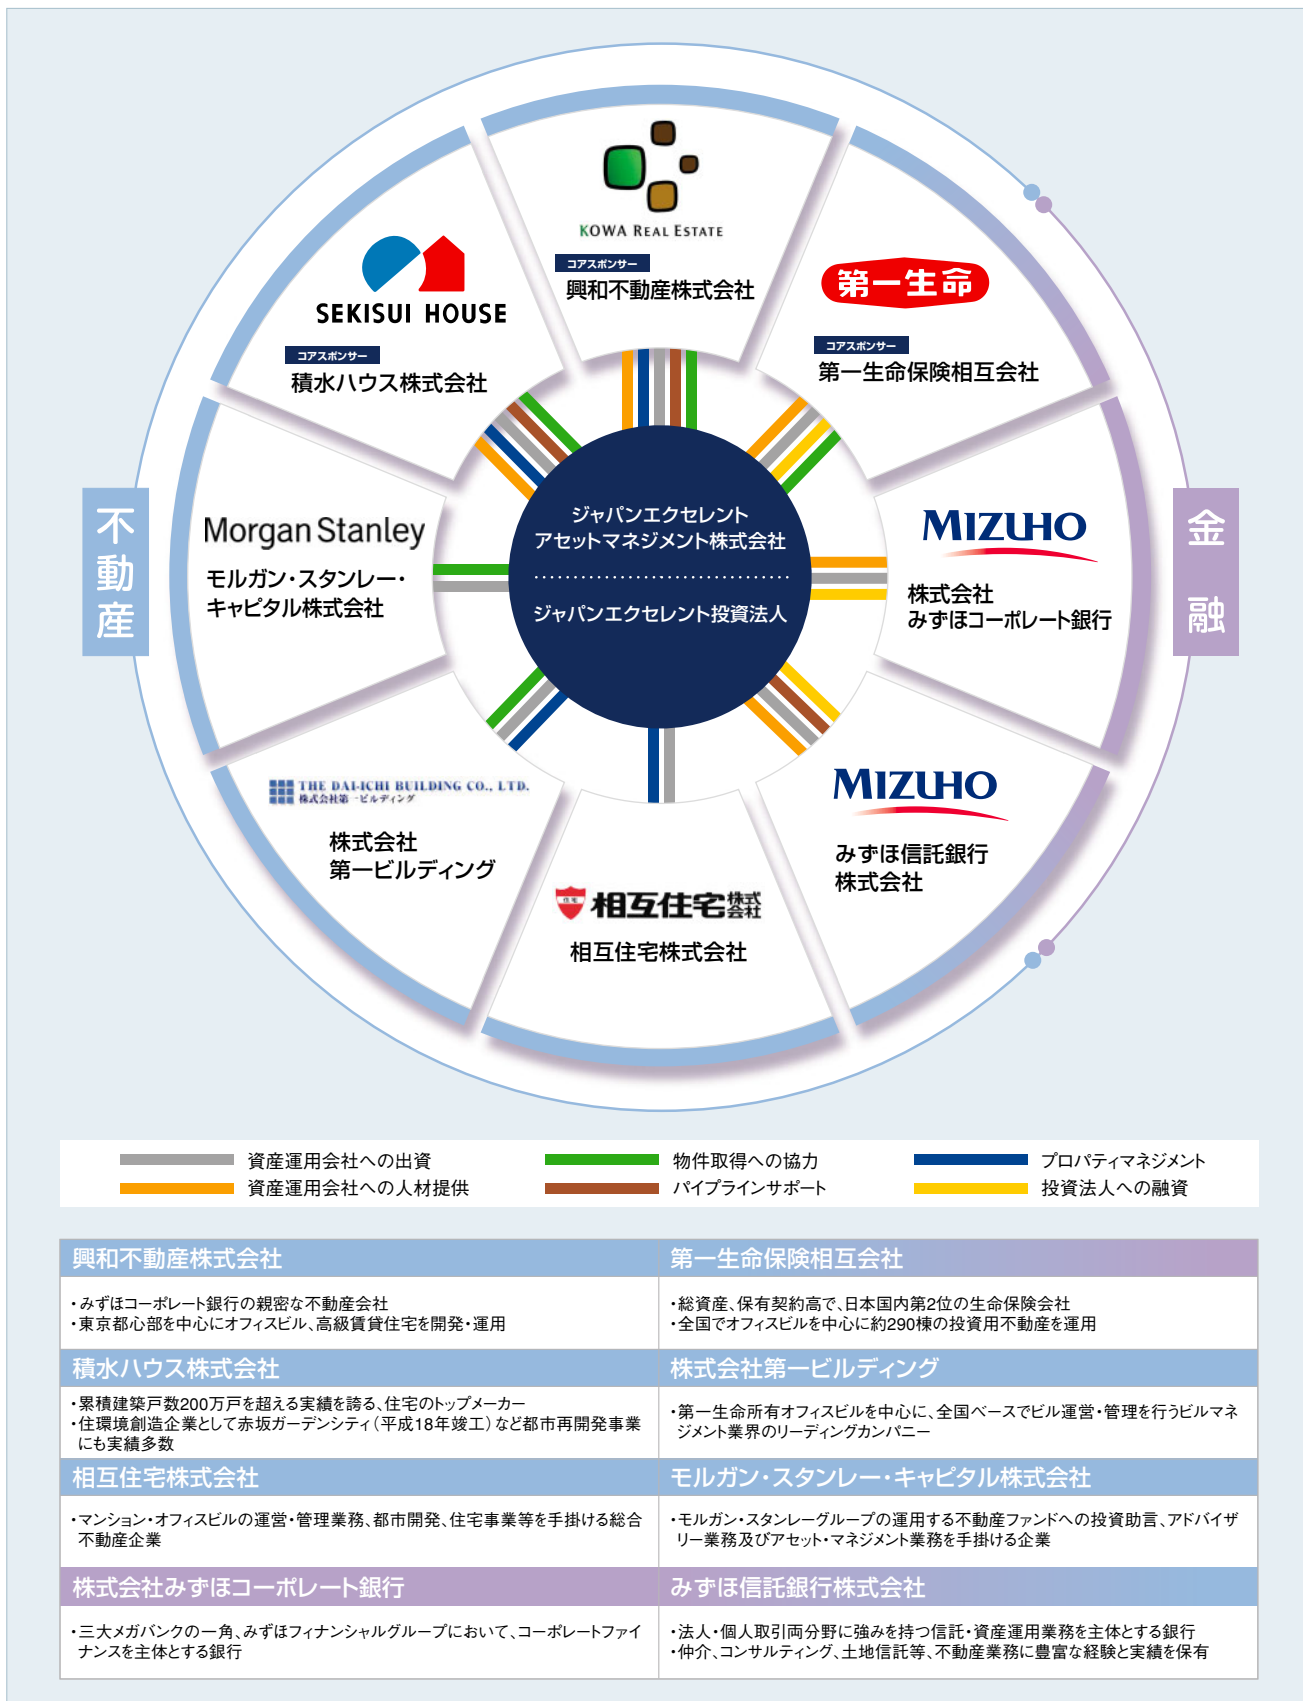 KOWA REAL ESTATE
コアスポンサー
興和不動産株式会社
SEKISUI HOUSE
コアスポンサー
積水ハウス株式会社
第一生命
コアスポンサー
第一生命保険相互会社
不動産
Morgan Stanley
モルガン・スタンレー・
キャピタル株式会社
ジャパンエクセレント
アセットマネジメント株式会社
ジャパンエクセレント投資法人
MIZUHO
株式会社
みずほコーポレート銀行
金融
THE DAI-ICHI BUILDING CO., LTD.
株式会社第一ビルディング
株式会社
第一ビルディング
相互住宅株式会社
相互住宅株式会社
MIZUHO
みずほ信託銀行
株式会社
資産運用会社への出資
物件取得への協力
プロパティマネジメント
資産運用会社への人材提供
パイプラインサポート
投資法人への融資
興和不動産株式会社
・みずほコーポレート銀行の親密な不動産会社
・東京都心部を中心にオフィスビル、高級賃貸住宅を開発・運用
第一生命保険相互会社
・総資産、保有契約高で、日本国内第2位の生命保険会社
・全国でオフィスビルを中心に約290棟の投資用不動産を運用
積水ハウス株式会社
・累積建築戸数200万戸を超える実績を誇る、住宅のトップメーカー
・住環境創造企業として赤坂ガーデンシティ（平成18年竣工）など都市再開発事業
にも実績多数
株式会社第一ビルディング
・第一生命所有オフィスビルを中心に、全国ベースでビル運営・管理を行うビルマネ
ジメント業界のリーディングカンパニー
相互住宅株式会社
・マンション・オフィスビルの運営・管理業務、都市開発、住宅事業等を手掛ける総合
不動産企業
モルガン・スタンレー・キャピタル株式会社
・モルガン・スタンレーグループの運用する不動産ファンドへの投資助言、アドバイザ
リー業務及びアセット・マネジメント業務を手掛ける企業
株式会社みずほコーポレート銀行
・三大メガバンクの一角、みずほフィナンシャルグループにおいて、コーポレートファイ
ナンスを主体とする銀行
みずほ信託銀行株式会社
・法人・個人取引両分野に強みを持つ信託・資産運用業務を主体とする銀行
・仲介、コンサルティング、土地信託等、不動産業務に豊富な経験と実績を保有